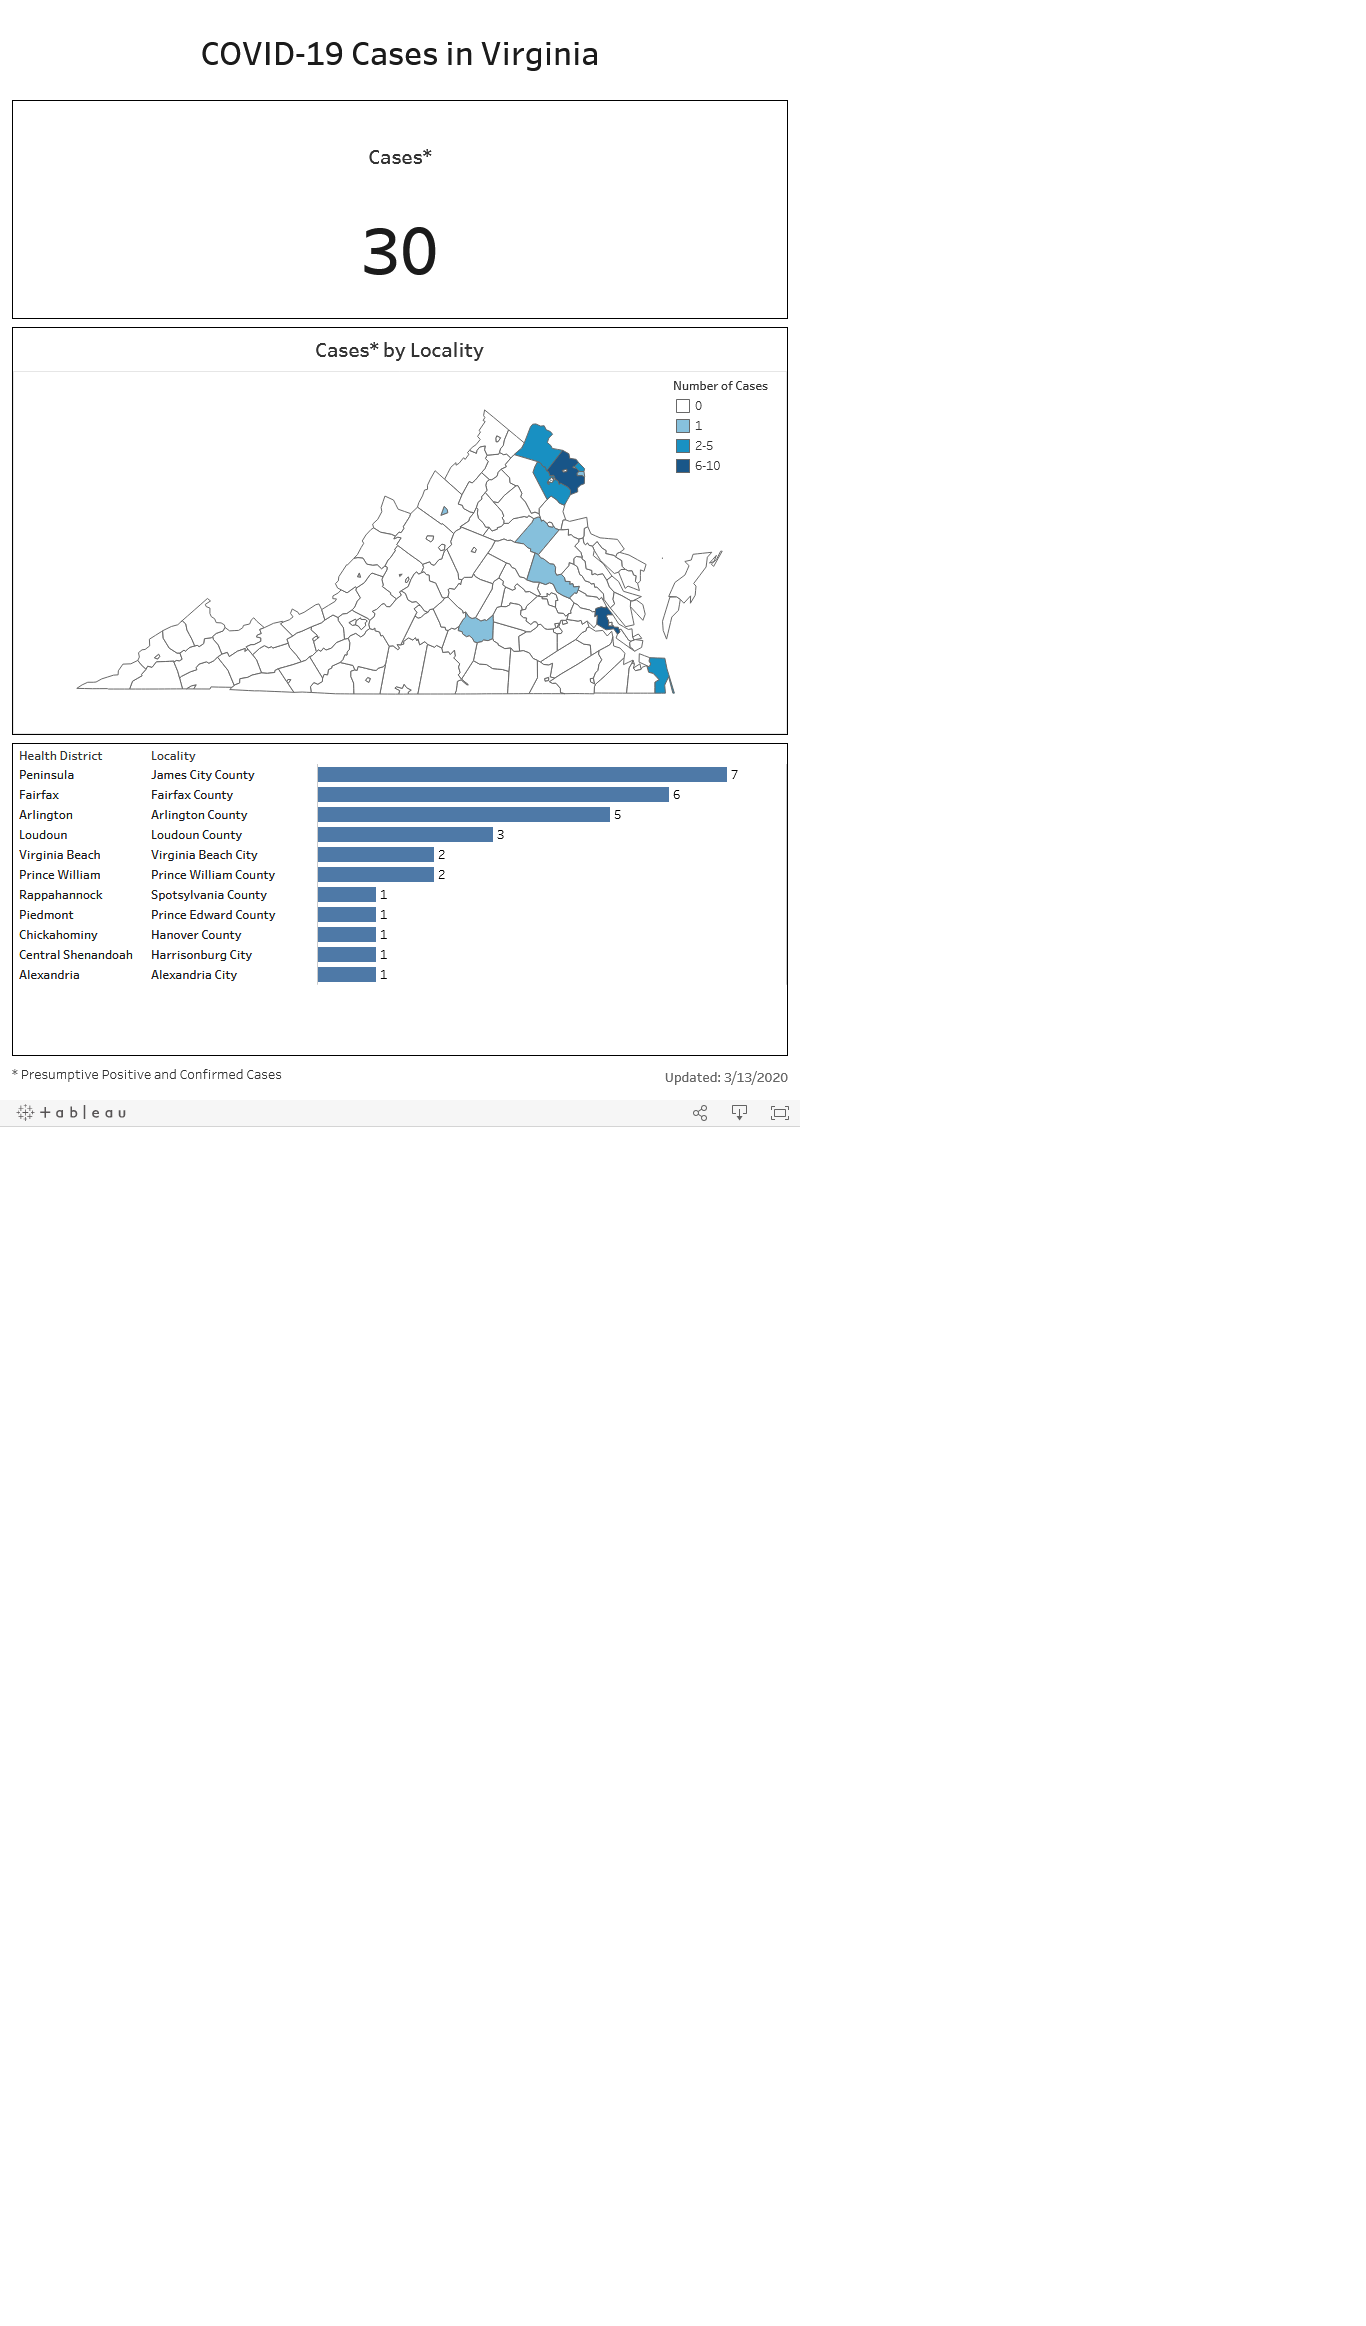 COVID-19 Cases in Virginia
Cases*
30
Cases* by Locality
Number of Cases
0
1
2-5
6-10
Health District Locality
Peninsula James City County 7
Fairfax Fairfax County 6
Arlington Arlington County 5
Loudoun Loudoun County 3
Virginia Beach Virginia Beach City 2
Prince William Prince William County 2
Rappahannock Spotsylvania County 1
Piedmont Prince Edward County 1
Chickahominy Hanover County 1
Central Shenandoah Harrisonburg City 1
Alexandria Alexandria City 1
* Presumptive Positive and Confirmed Cases
Updated: 3/13/2020
+ableau